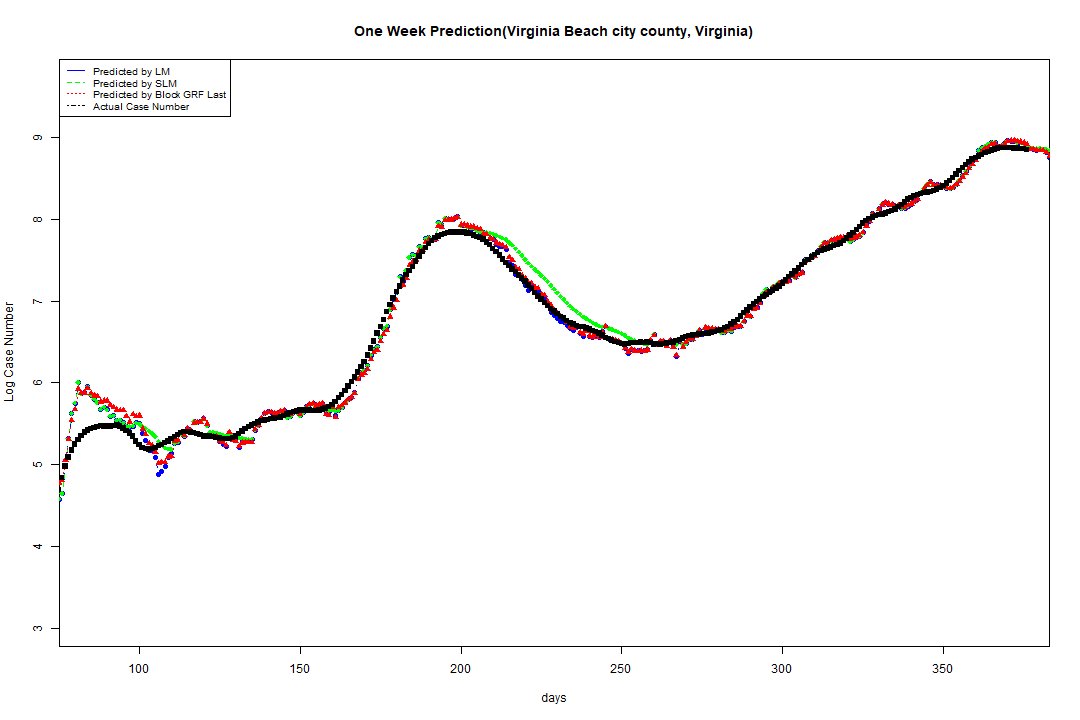 One Week Prediction(Virginia Beach city county, Virginia)
Predicted by LM
Predicted by SLM
Predicted by Block GRF Last
Actual Case Number
Log Case Number
9
8
7
6
5
4
3
100 150 200 250 300 350
days